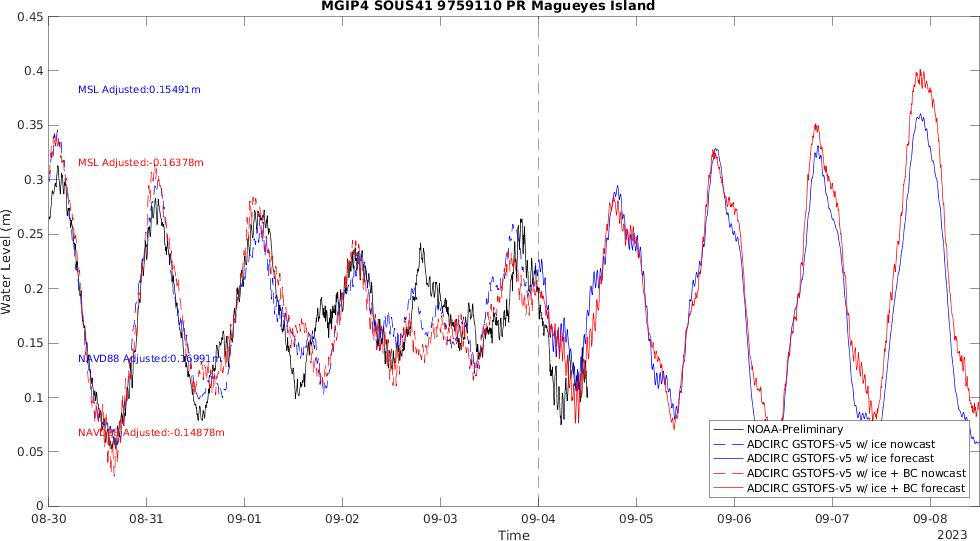 MGIP4 SOUS41 9759110 PR Magueyes Island
0.45
0.4
0.35
0.3
0.25
0.2
0.15
0.1
0.05
0
Water Level (m)
MSL Adjusted:0.15491m
MSL Adjusted:-0.16378m
NAVD88 Adjusted:0.16991m
NAVD88 Adjusted:-0.14878m
NOAA-Preliminary
ADCIRC GSTOFS-v5 w/ ice nowcast
ADCIRC GSTOFS-v5 w/ ice forecast
ADCIRC GSTOFS-v5 w/ ice + BC nowcast
ADCIRC GSTOFS-v5 w/ ice + BC forecast
08-30 08-31 09-01 09-02 09-03 09-04 09-05 09-06 09-07 09-08
Time
2023